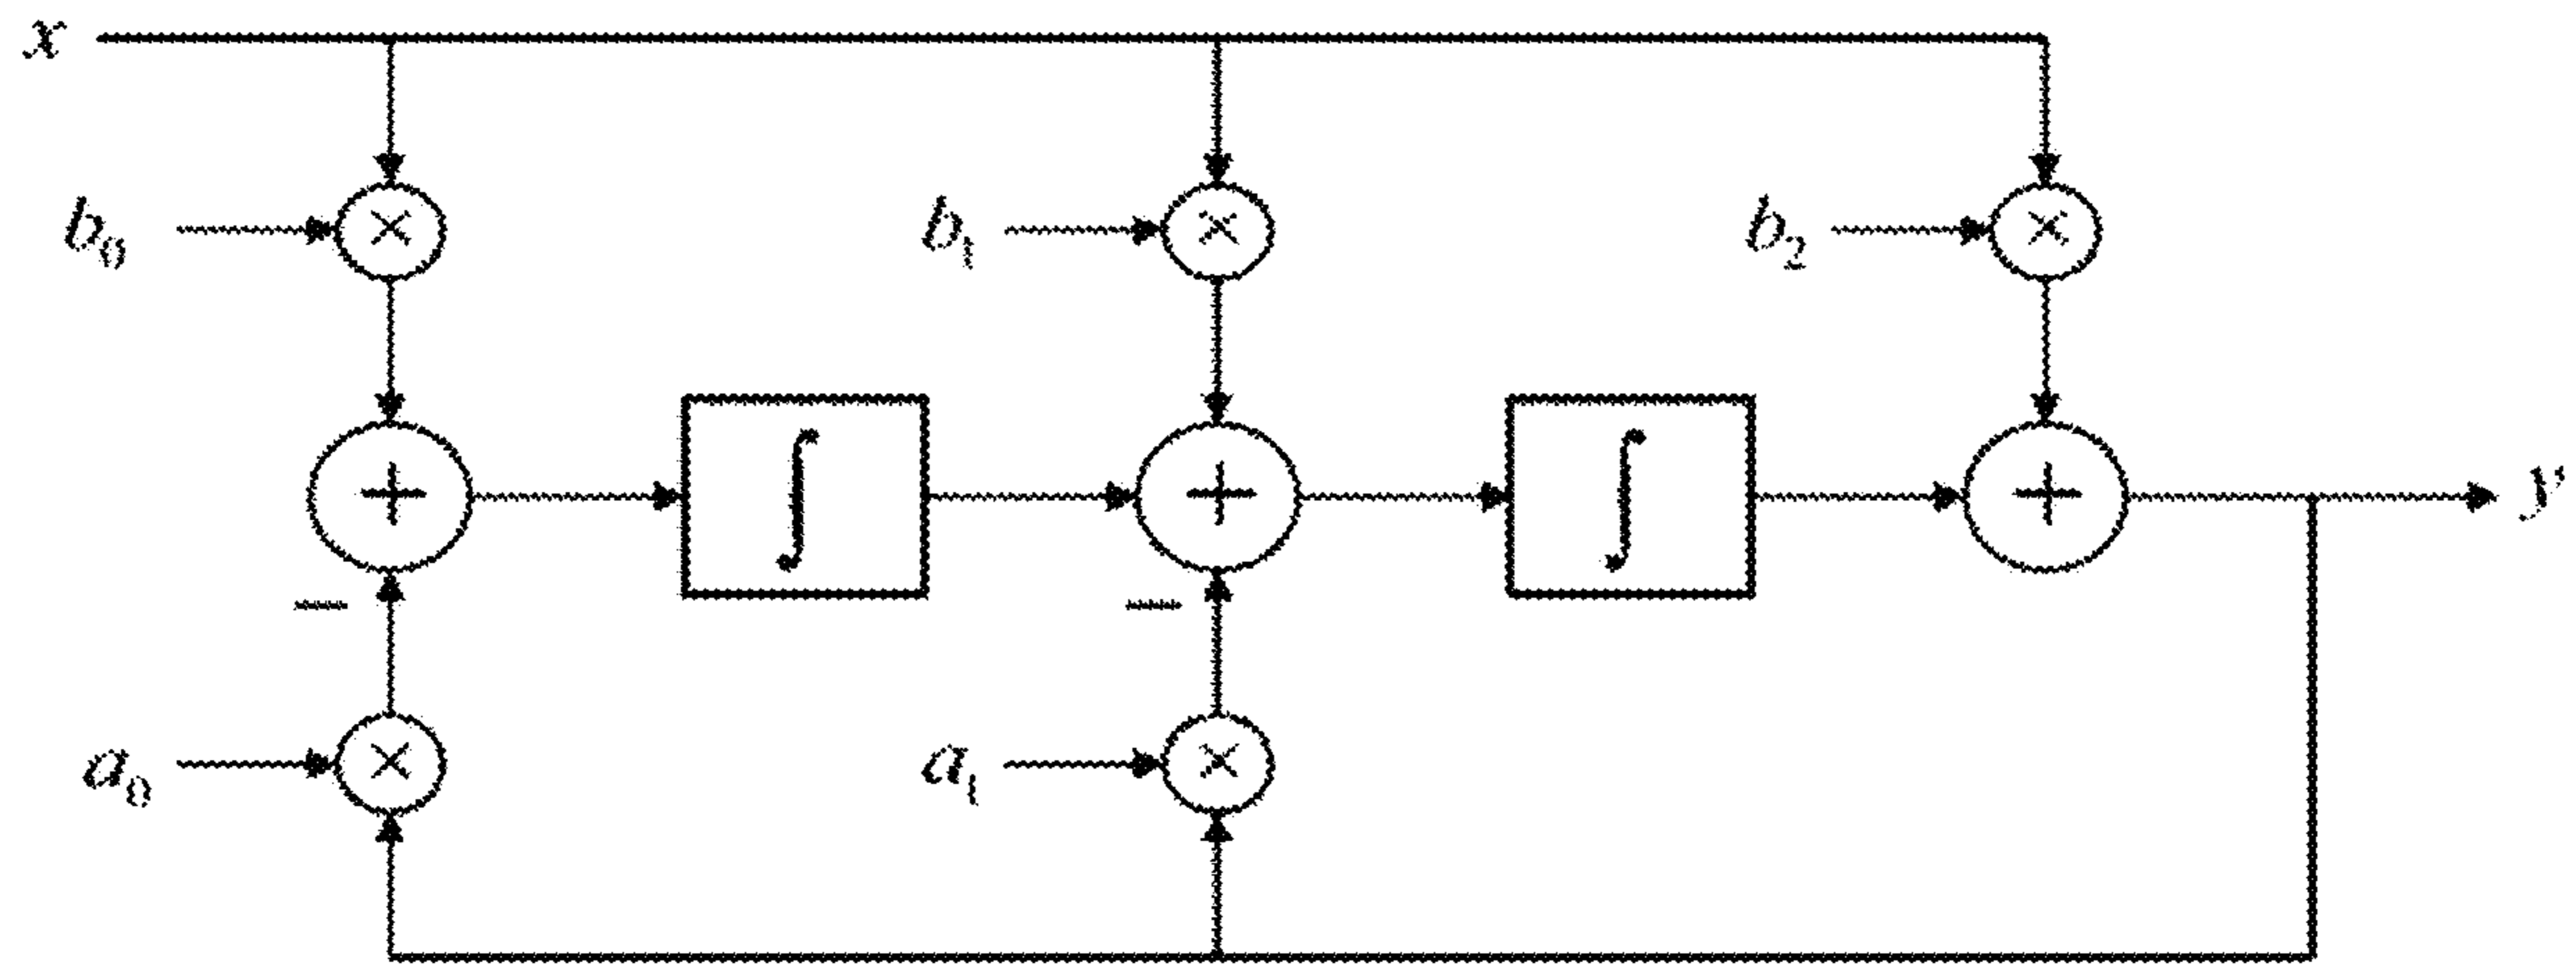 x
b₀ × b₁ × b₂ ×
+ ∫ + ∫ + y
− −
a₀ × a₁ ×